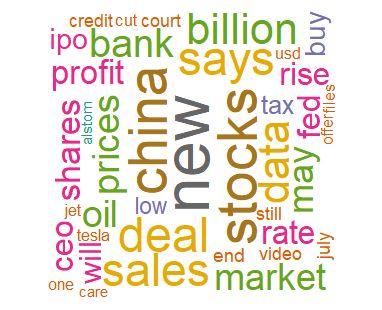 credit cut court
ipo bank billion buy
says usd
profit rise
china new stocks
alstom prices shares
tax fed offer files
data may
jet oil low still
tesla deal rate
ceo will end video july
one care sales market